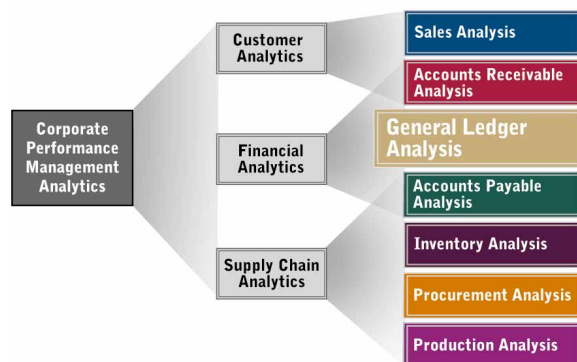 Corporate
Performance
Management
Analytics
Customer
Analytics
Financial
Analytics
Supply Chain
Analytics
Sales Analysis
Accounts Receivable
Analysis
General Ledger
Analysis
Accounts Payable
Analysis
Inventory Analysis
Procurement Analysis
Production Analysis